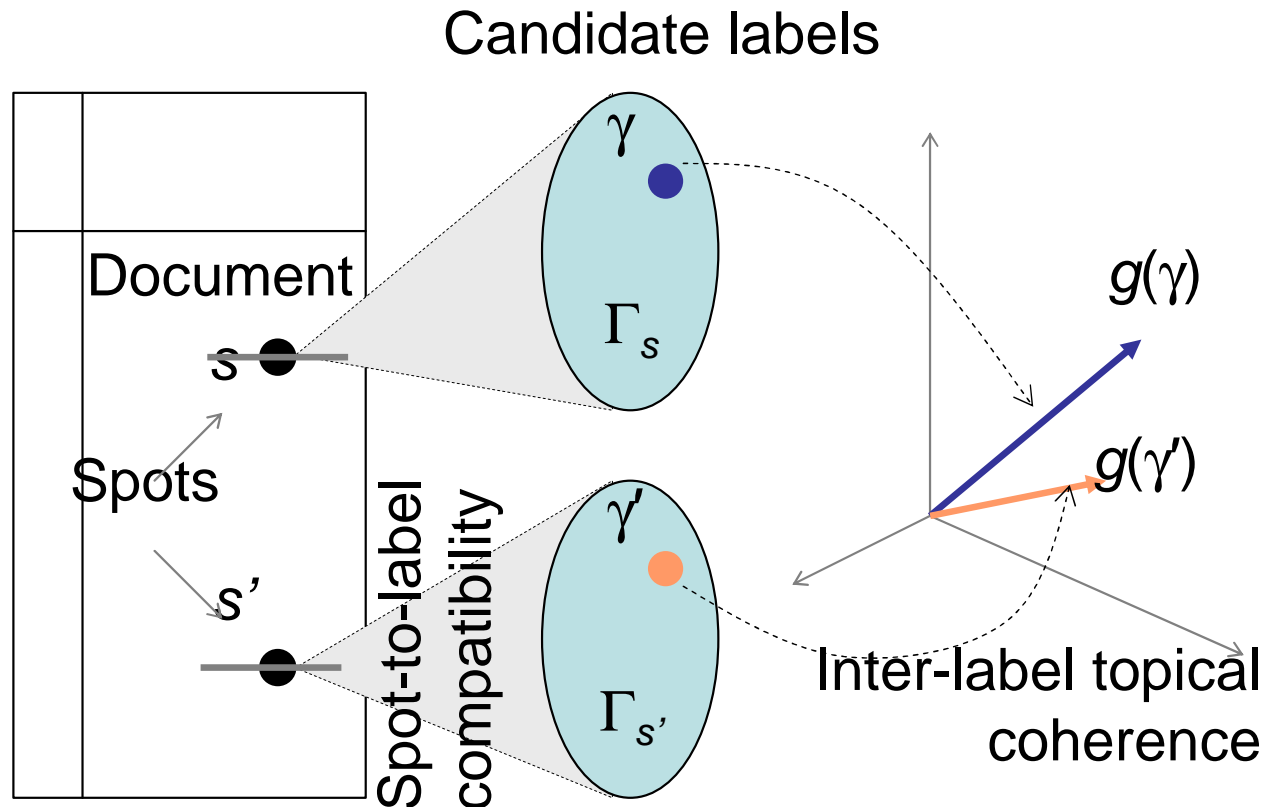 Candidate labels
γ
Document
g(γ)
Γs
s
g(γ')
Spots
γ'
Spot-to-label
compatibility
s’
Inter-label topical
coherence
Γs’